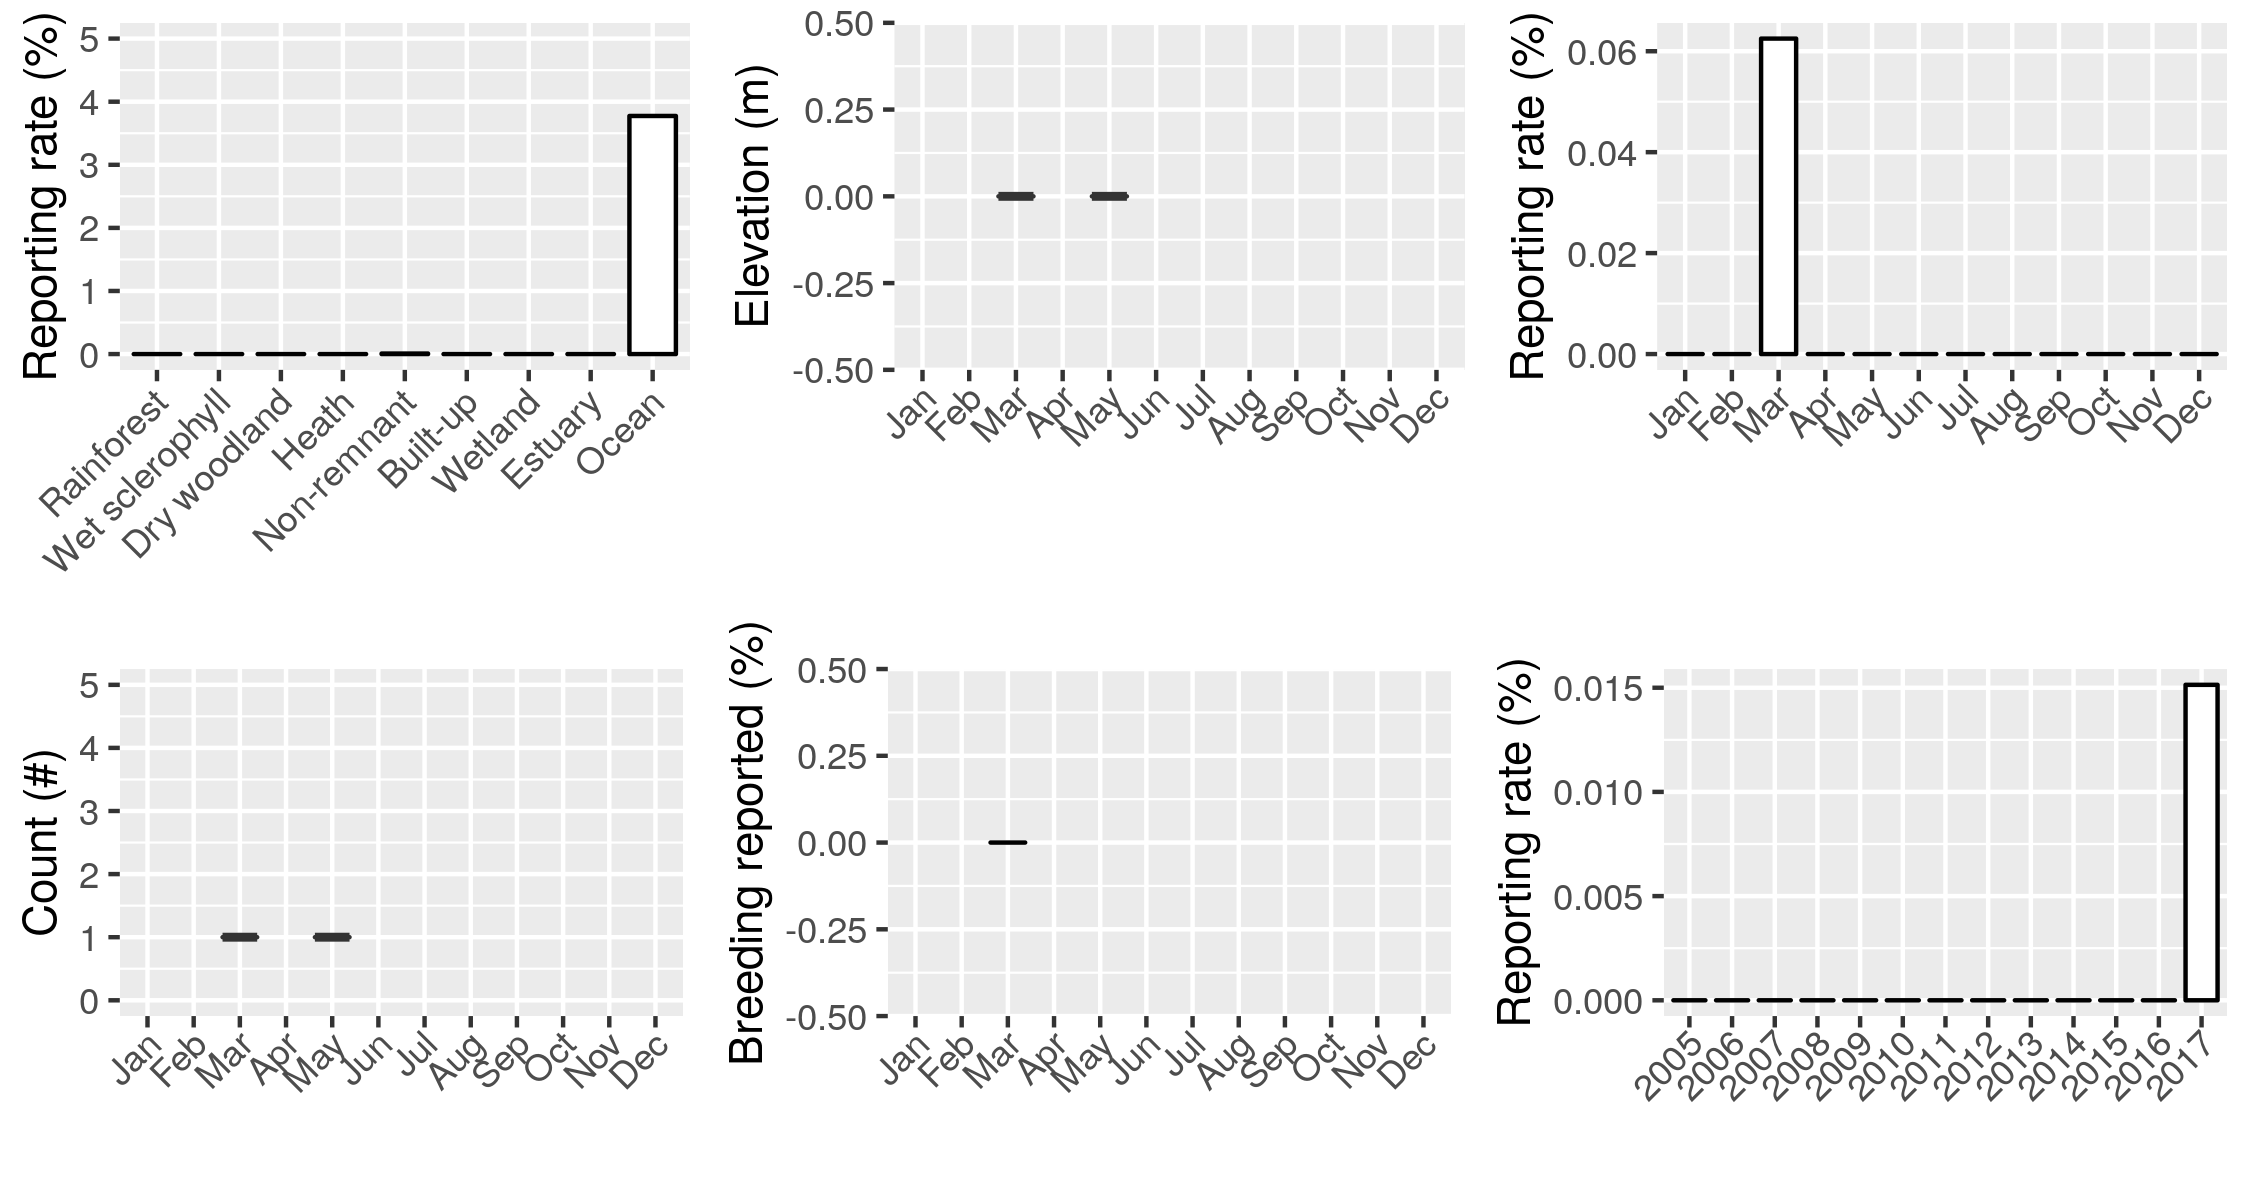 Reporting rate (%)
5
4
3
2
1
0
Rainforest
Wet sclerophyll
Dry woodland
Heath
Non-remnant
Built-up
Wetland
Estuary
Ocean
Elevation (m)
0.50
0.25
0.00
-0.25
-0.50
Jan
Feb
Mar
Apr
May
Jun
Jul
Aug
Sep
Oct
Nov
Dec
Reporting rate (%)
0.06
0.04
0.02
0.00
Jan
Feb
Mar
Apr
May
Jun
Jul
Aug
Sep
Oct
Nov
Dec
Count (#)
5
4
3
2
1
0
Jan
Feb
Mar
Apr
May
Jun
Jul
Aug
Sep
Oct
Nov
Dec
Breeding reported (%)
0.50
0.25
0.00
-0.25
-0.50
Jan
Feb
Mar
Apr
May
Jun
Jul
Aug
Sep
Oct
Nov
Dec
Reporting rate (%)
0.015
0.010
0.005
0.000
2005
2006
2007
2008
2009
2010
2011
2012
2013
2014
2015
2016
2017